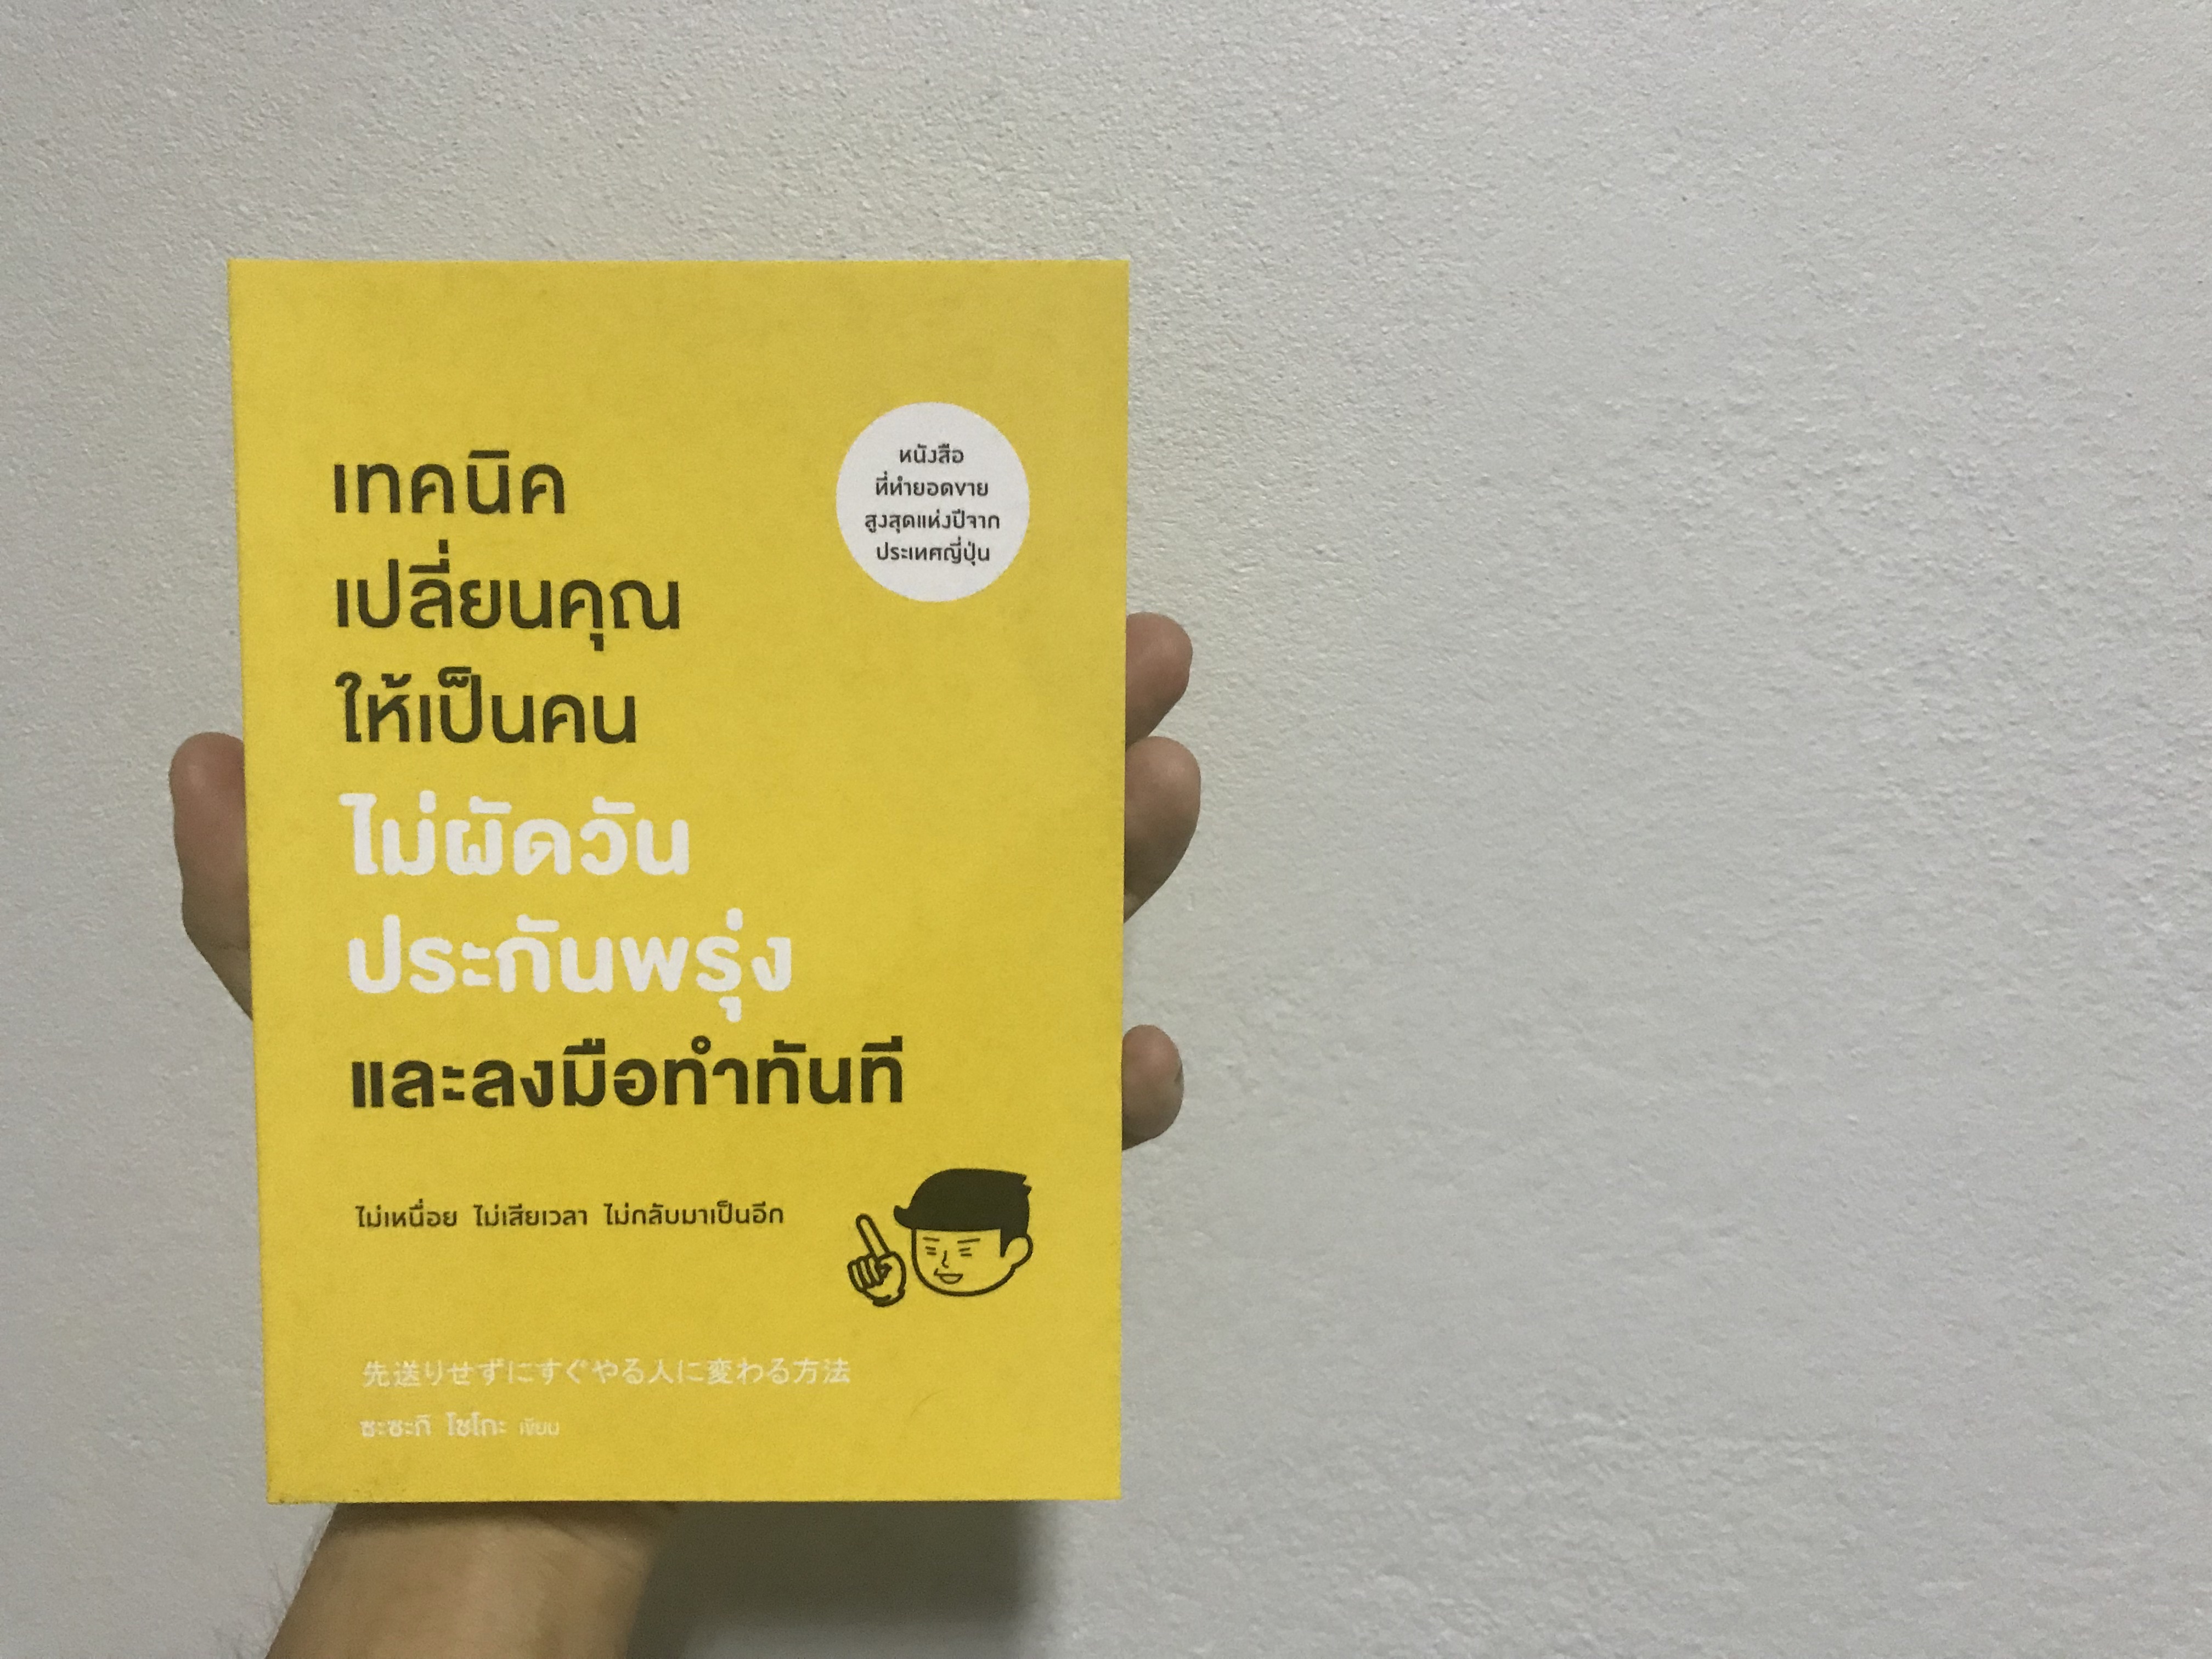 เทคนิค
เปลี่ยนคุณ
ให้เป็นคน
ไม่ผัดวัน
ประกันพรุ่ง
และลงมือทำทันที
หนังสือ
ที่ทำยอดขาย
สูงสุดแห่งปีจาก
ประเทศญี่ปุ่น
ไม่เหนื่อย ไม่เสียเวลา ไม่กลับมาเป็นอีก
先送りせずにすぐやる人に変わる方法
ซะซะกิ โชโกะ เขียน